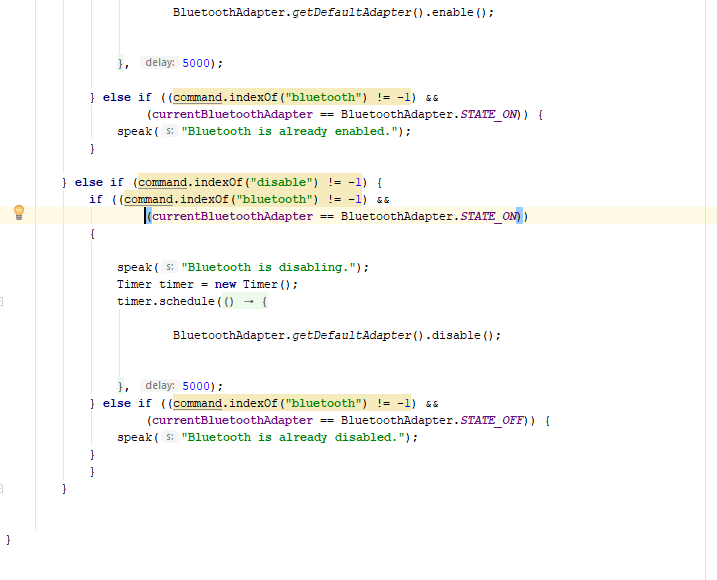 BluetoothAdapter.getDefaultAdapter().enable();
}, delay: 5000);
} else if ((command.indexOf("bluetooth") != -1) &&
(currentBluetoothAdapter == BluetoothAdapter.STATE_ON)) {
speak( s: "Bluetooth is already enabled.");
}
} else if (command.indexOf("disable") != -1) {
if ((command.indexOf("bluetooth") != -1) &&
(currentBluetoothAdapter == BluetoothAdapter.STATE_ON))
{
speak( s: "Bluetooth is disabling.");
Timer timer = new Timer();
timer.schedule(() → {
BluetoothAdapter.getDefaultAdapter().disable();
}, delay: 5000);
} else if ((command.indexOf("bluetooth") != -1) &&
(currentBluetoothAdapter == BluetoothAdapter.STATE_OFF)) {
speak( s: "Bluetooth is already disabled.");
}
}
}
}